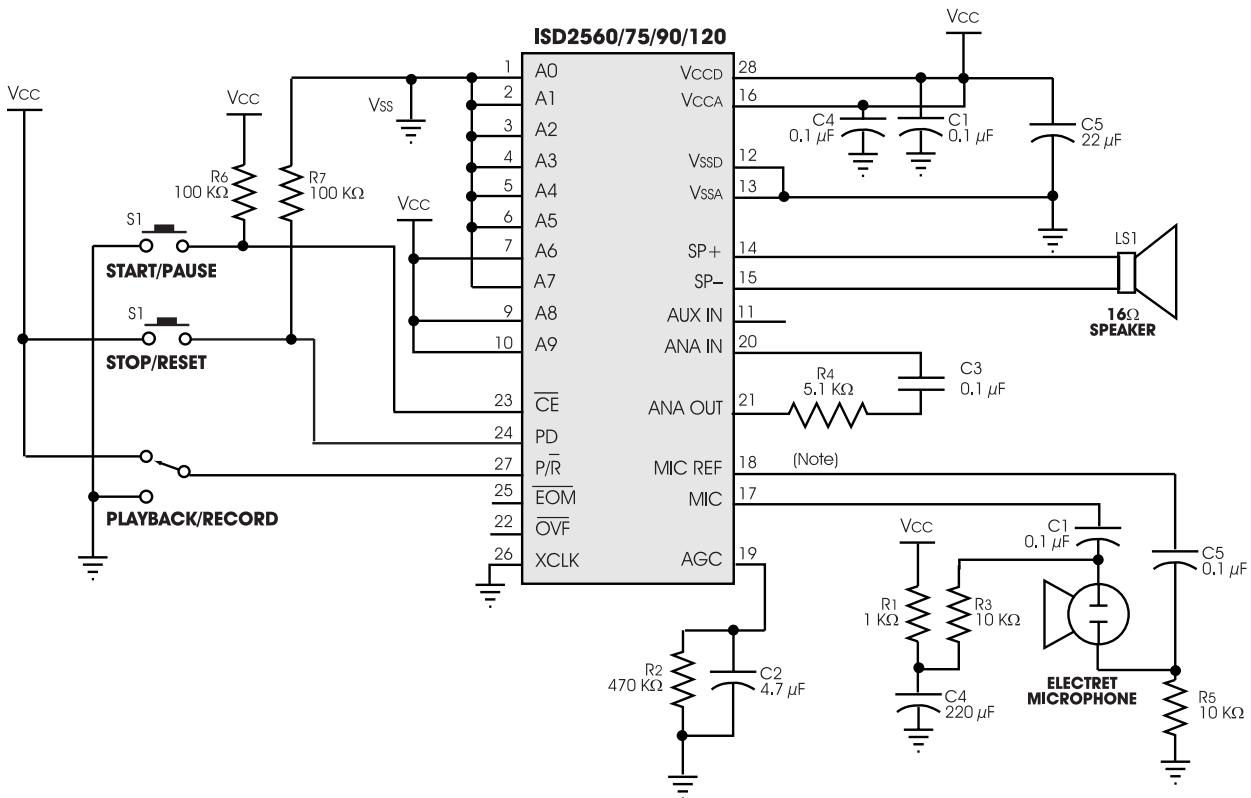 ISD2560/75/90/120
VCC
VCC
VCC
VSS
R6
100 KΩ
R7
100 KΩ
S1
START/PAUSE
S1
STOP/RESET
PLAYBACK/RECORD
VCC
1 A0
2 A1
3 A2
4 A3
5 A4
6 A5
7 A6
A7
9 A8
10 A9
23 CE
24 PD
27 P/R
25 EOM
22 OVF
26 XCLK
VCCD 28
VCCA 16
VSSD 12
VSSA 13
SP+ 14
SP– 15
AUX IN 11
ANA IN 20
ANA OUT 21
MIC REF 18 (Note)
MIC 17
AGC 19
C4
0.1 µF
C1
0.1 µF
C5
22 µF
LS1
16Ω
SPEAKER
R4
5.1 KΩ
C3
0.1 µF
VCC
C1
0.1 µF
C5
0.1 µF
R1
1 KΩ
R3
10 KΩ
R2
470 KΩ
C2
4.7 µF
C4
220 µF
ELECTRET
MICROPHONE
R5
10 KΩ